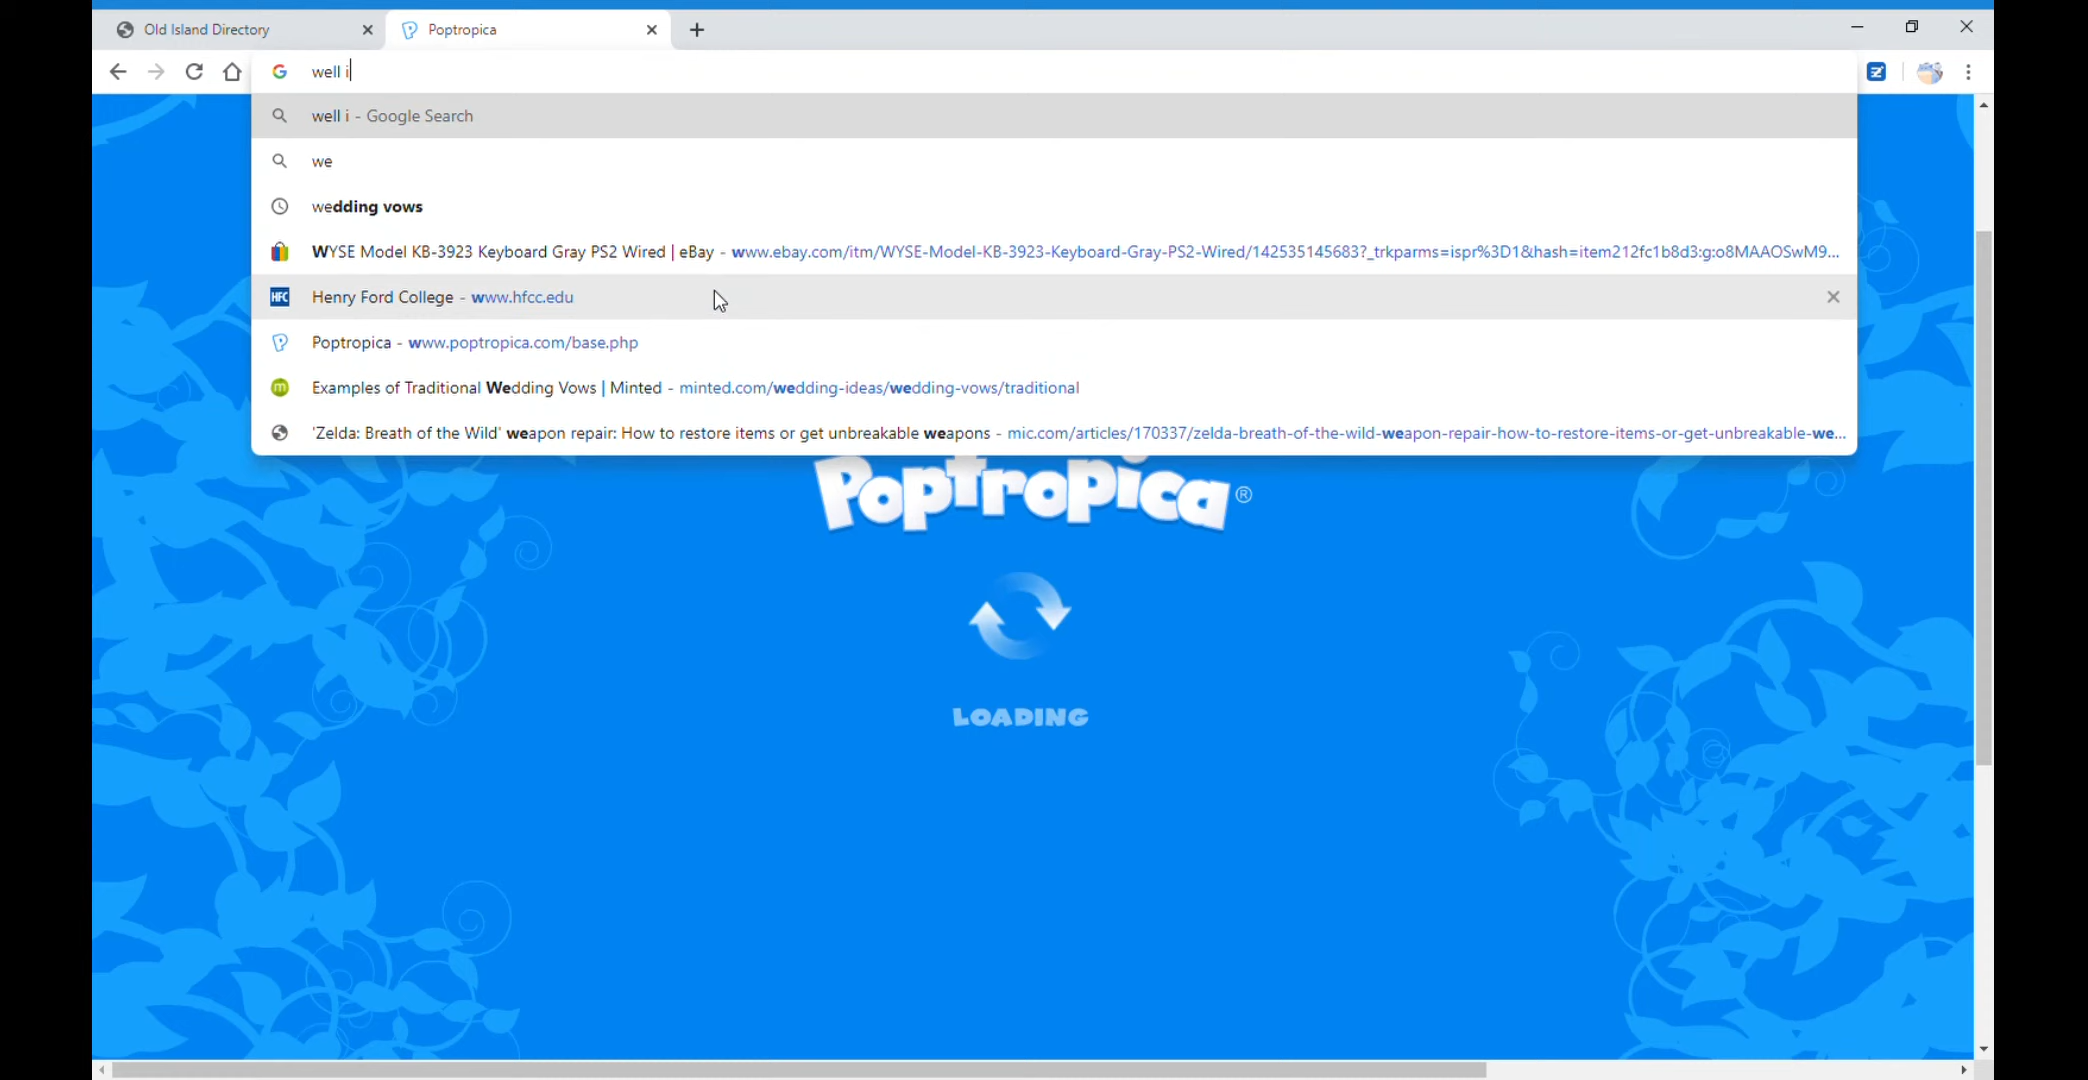 Old Island Directory
Poptropica
well i
well i - Google Search
we
wedding vows
WYSE Model KB-3923 Keyboard Gray PS2 Wired | eBay - www.ebay.com/itm/WYSE-Model-KB-3923-Keyboard-Gray-PS2-Wired/142535145683?_trkparms=ispr%3D1&hash=item212fc1b8d3:g:o8MAAOSwM9...
HFC Henry Ford College - www.hfcc.edu
Poptropica - www.poptropica.com/base.php
m Examples of Traditional Wedding Vows | Minted - minted.com/wedding-ideas/wedding-vows/traditional
'Zelda: Breath of the Wild' weapon repair: How to restore items or get unbreakable weapons - mic.com/articles/170337/zelda-breath-of-the-wild-weapon-repair-how-to-restore-items-or-get-unbreakable-we...
Poptropica®
LOADING